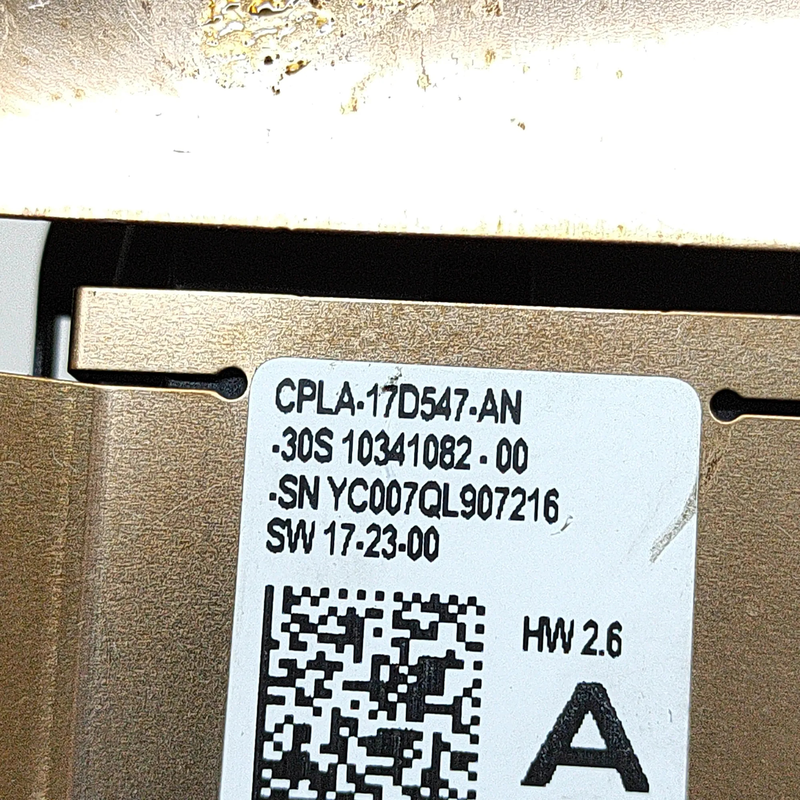 CPLA-17D547-AN
-30S 10341082 - 00
-SN YC007QL907216
SW 17-23-00
HW 2.6
A